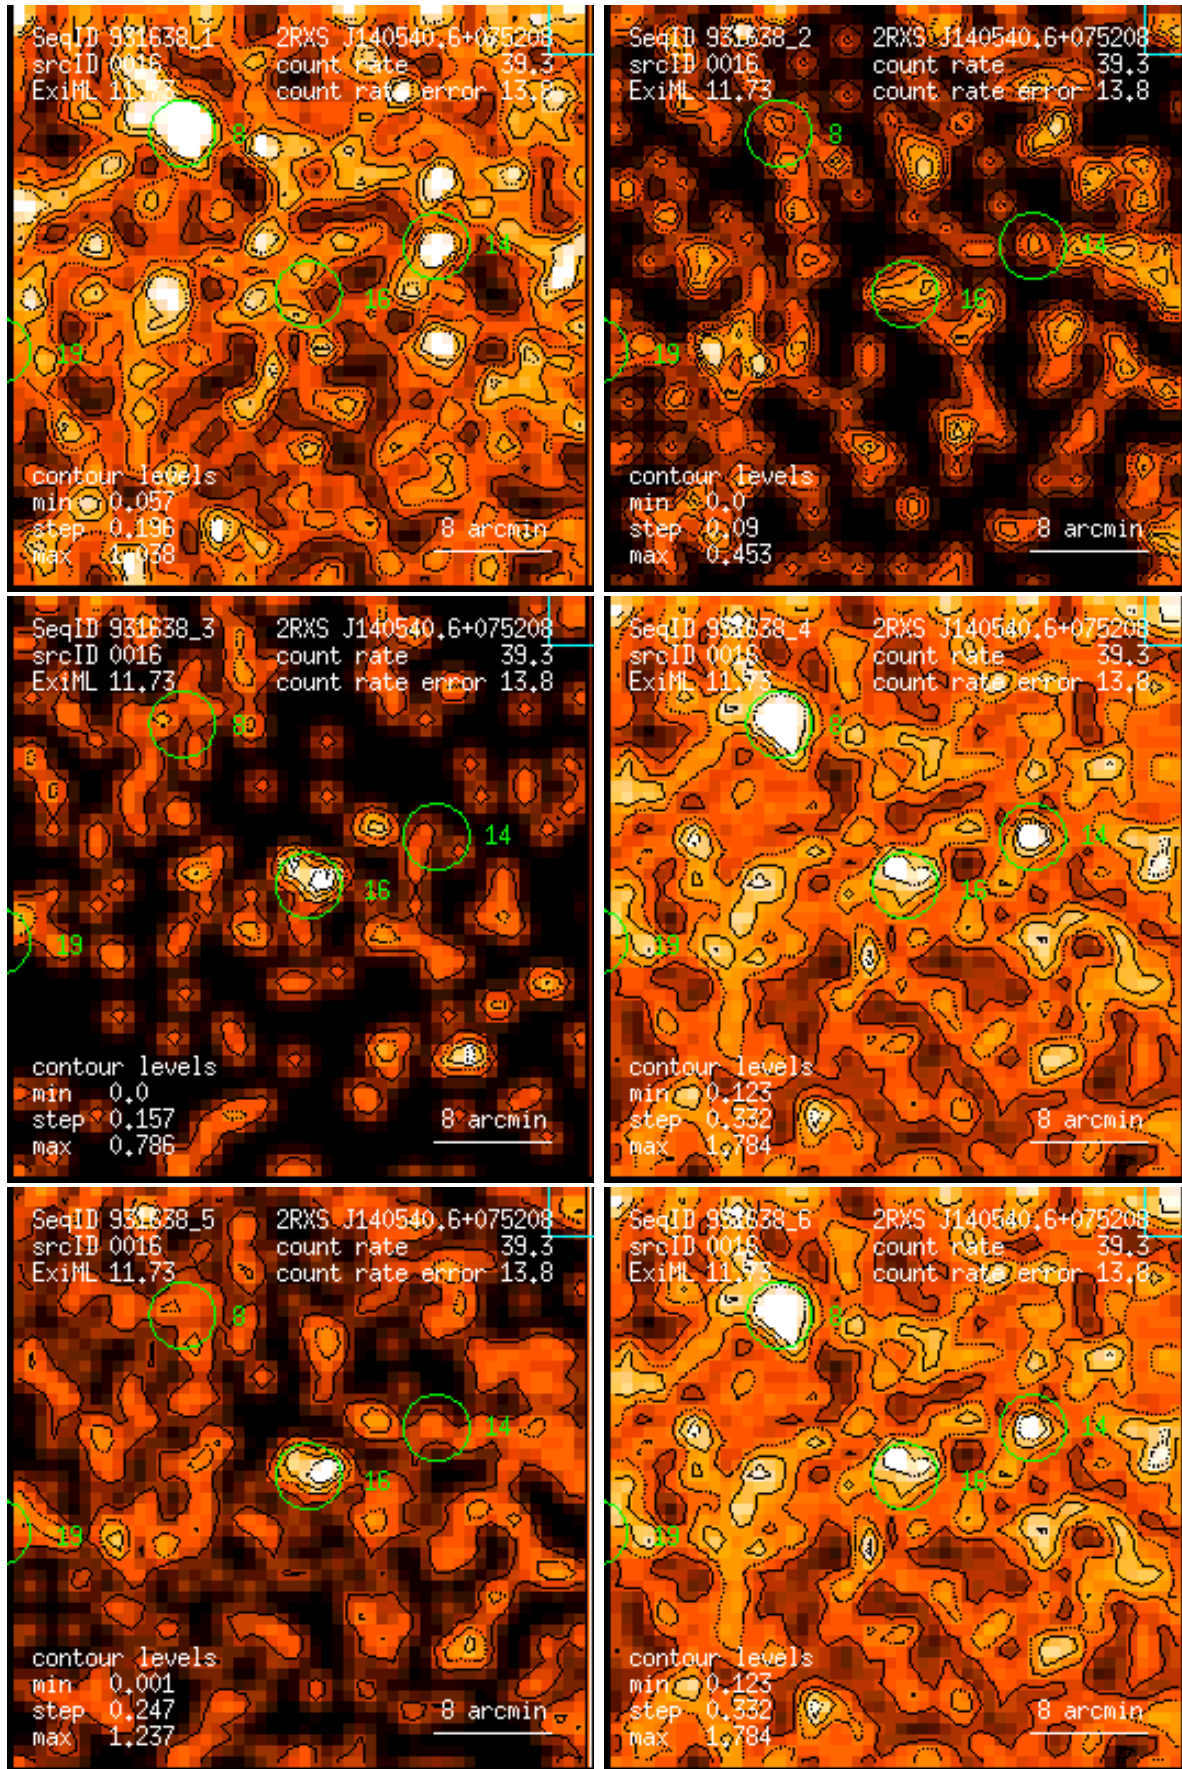 SeqID 931638_1 2RXS J140540.6+075208
srcID 0016 count rate 39.3
ExiML 11.73 count rate error 13.8
8
14
16
19
contour levels
min 0.057
step 0.196
max 1.038
8 arcmin
SeqID 931638_2 2RXS J140540.6+075208
srcID 0016 count rate 39.3
ExiML 11.73 count rate error 13.8
8
14
16
19
contour levels
min 0.0
step 0.09
max 0.453
8 arcmin
SeqID 931638_3 2RXS J140540.6+075208
srcID 0016 count rate 39.3
ExiML 11.73 count rate error 13.8
8
14
16
19
contour levels
min 0.0
step 0.157
max 0.786
8 arcmin
SeqID 931638_4 2RXS J140540.6+075208
srcID 0016 count rate 39.3
ExiML 11.73 count rate error 13.8
8
14
16
19
contour levels
min 0.123
step 0.332
max 1.784
8 arcmin
SeqID 931638_5 2RXS J140540.6+075208
srcID 0016 count rate 39.3
ExiML 11.73 count rate error 13.8
8
14
16
19
contour levels
min 0.001
step 0.247
max 1.237
8 arcmin
SeqID 931638_6 2RXS J140540.6+075208
srcID 0016 count rate 39.3
ExiML 11.73 count rate error 13.8
8
14
16
19
contour levels
min 0.123
step 0.332
max 1.784
8 arcmin